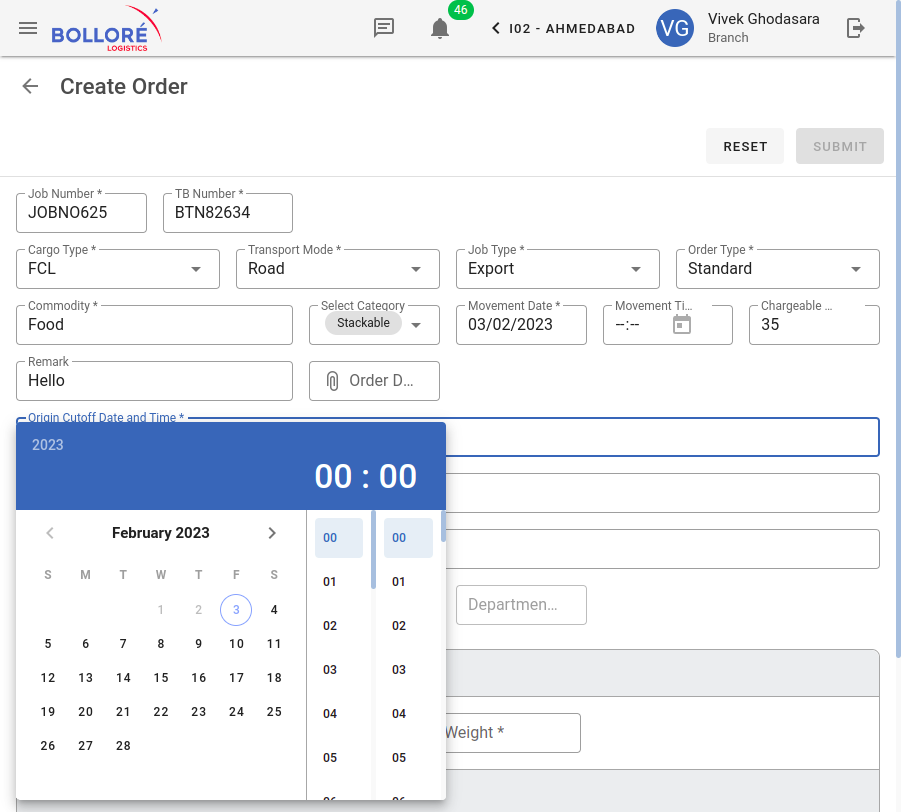 46
BOLLORÉ
LOGISTICS
I02 - AHMEDABAD
VG
Vivek Ghodasara
Branch
Create Order
RESET
SUBMIT
Job Number *
TB Number *
JOBNO625
BTN82634
Cargo Type *
Transport Mode *
Job Type *
Order Type *
FCL
Road
Export
Standard
Commodity *
Select Category
Movement Date *
Movement Ti...
Chargeable ...
Food
Stackable
03/02/2023
--:--
35
Remark
Hello
Order D...
Origin Cutoff Date and Time *
2023
00 : 00
February 2023
S M T W T F S
1 2 3 4
5 6 7 8 9 10 11
12 13 14 15 16 17 18
19 20 21 22 23 24 25
26 27 28
00 00
01 01
02 02
03 03
04 04
05 05
Departmen...
Weight *